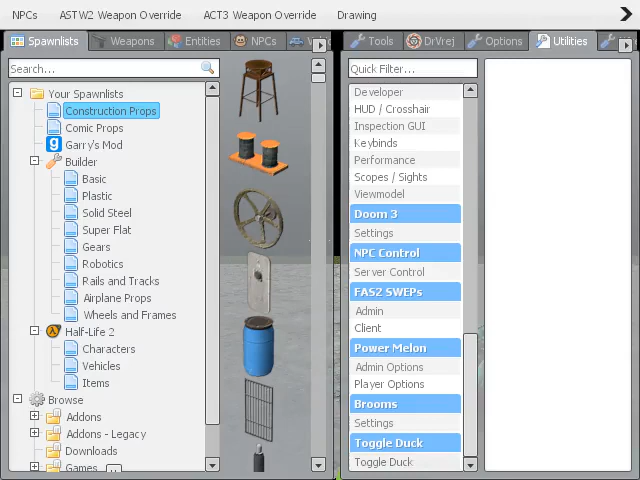 NPCs ASTW2 Weapon Override ACT3 Weapon Override Drawing
Spawnlists Weapons Entities NPCs
Tools DrVrej Options Utilities
Search...
Quick Filter...
Your Spawnlists
Construction Props
Comic Props
Garry's Mod
Builder
Basic
Plastic
Solid Steel
Super Flat
Gears
Robotics
Rails and Tracks
Airplane Props
Wheels and Frames
Half-Life 2
Characters
Vehicles
Items
Browse
Addons
Addons - Legacy
Downloads
Games
Developer
HUD / Crosshair
Inspection GUI
Keybinds
Performance
Scopes / Sights
Viewmodel
Doom 3
Settings
NPC Control
Server Control
FAS2 SWEPs
Admin
Client
Power Melon
Admin Options
Player Options
Brooms
Settings
Toggle Duck
Toggle Duck